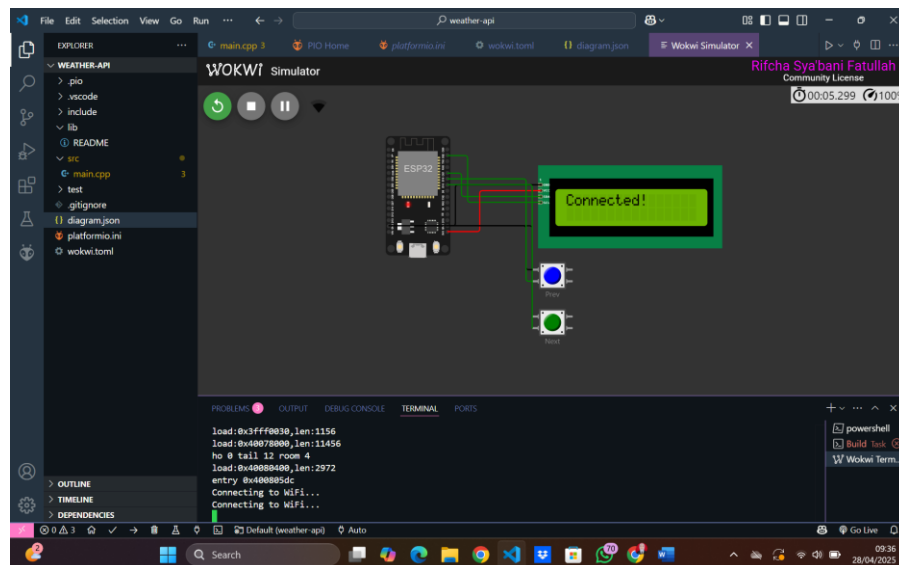 File Edit Selection View Go Run ··· weather-api
EXPLORER ···
main.cpp 3 PIO Home platformio.ini wokwi.toml {} diagram.json Wokwi Simulator
WEATHER-API
.pio
.vscode
include
lib
README
src
main.cpp 3
test
.gitignore
{} diagram.json
platformio.ini
wokwi.toml
OUTLINE
TIMELINE
DEPENDENCIES
WOKWI Simulator
Rifcha Sya'bani Fatullah
Community License
00:05.299 100%
ESP32
Connected!
Prev
Next
PROBLEMS 3 OUTPUT DEBUG CONSOLE TERMINAL PORTS
load:0x3fff0030,len:1156
load:0x40078000,len:11456
ho 0 tail 12 room 4
load:0x40080400,len:2972
entry 0x400805dc
Connecting to WiFi...
Connecting to WiFi...
powershell
Build Task
Wokwi Term...
0 3 Default (weather-api) Auto Go Live
2 Search 70 09:36
28/04/2025